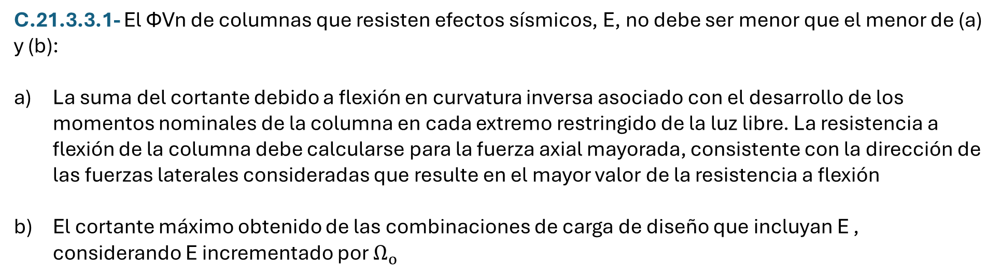 C.21.3.3.1- El ΦVn de columnas que resisten efectos sísmicos, E, no debe ser menor que el menor de (a)
y (b):
a) La suma del cortante debido a flexión en curvatura inversa asociado con el desarrollo de los
momentos nominales de la columna en cada extremo restringido de la luz libre. La resistencia a
flexión de la columna debe calcularse para la fuerza axial mayorada, consistente con la dirección de
las fuerzas laterales consideradas que resulte en el mayor valor de la resistencia a flexión
b) El cortante máximo obtenido de las combinaciones de carga de diseño que incluyan E ,
considerando E incrementado por Ωₒ